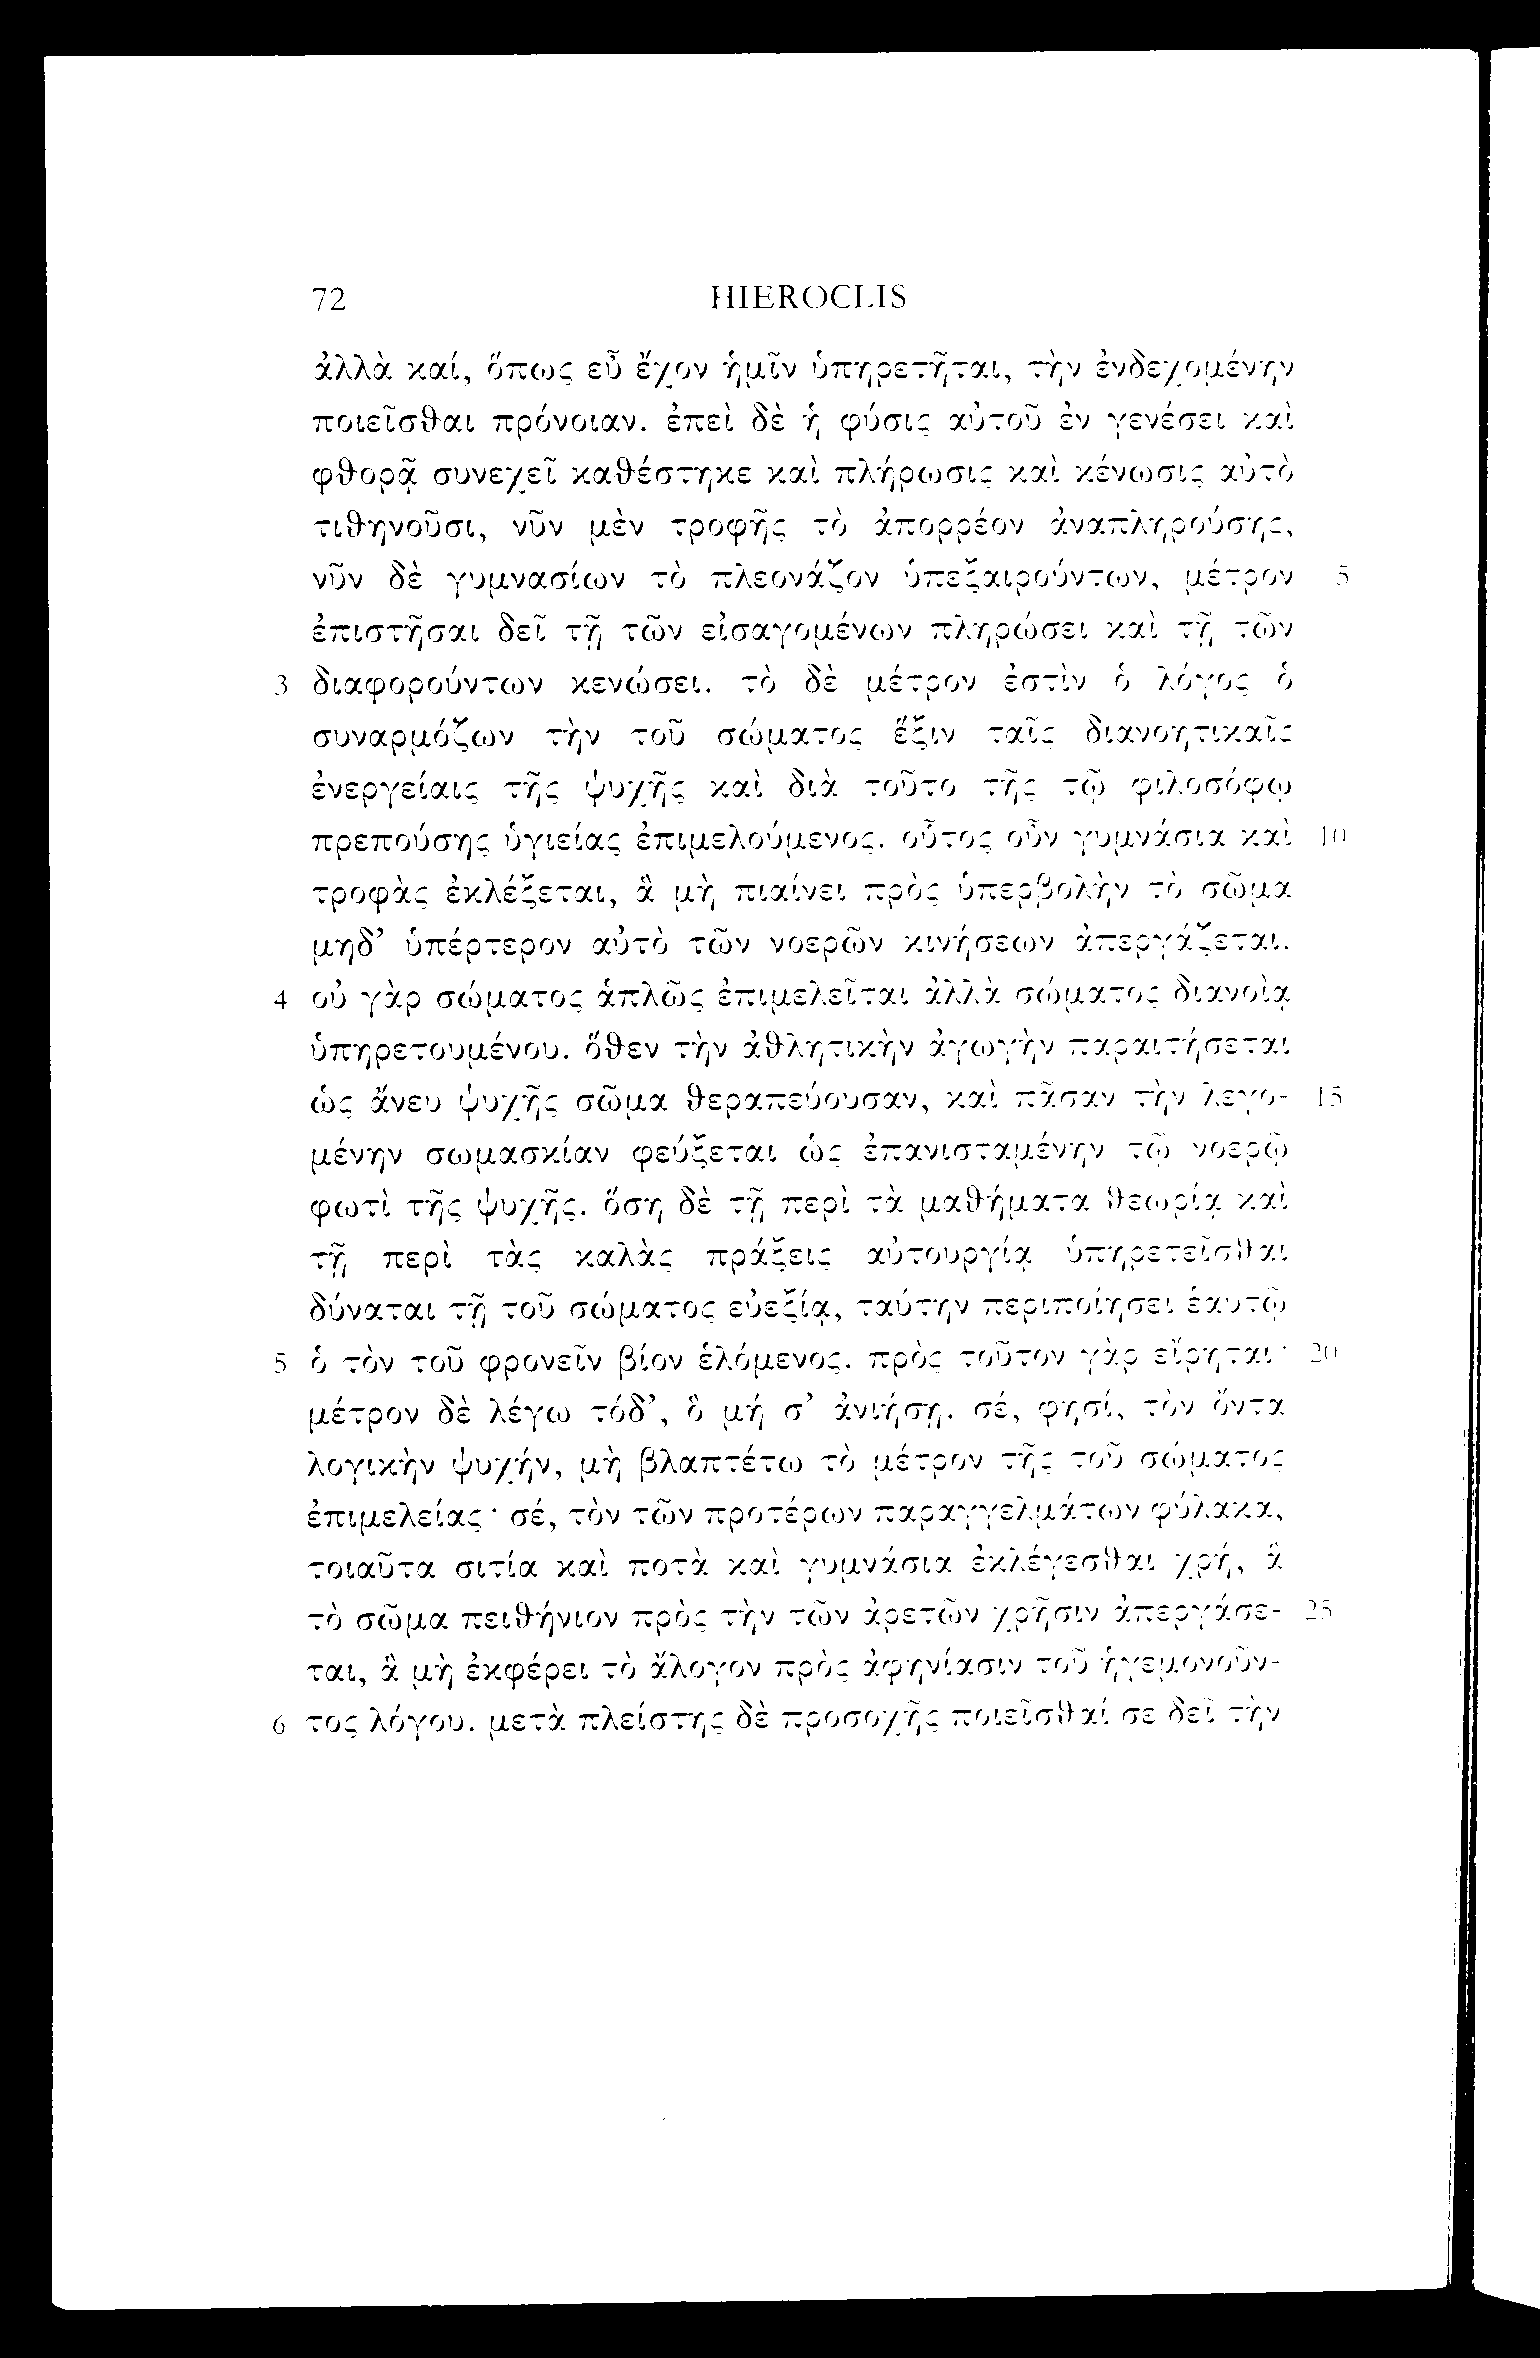 72 HIEROCLIS
ἀλλὰ καί, ὅπως εὖ ἔχον ἡμῖν ὑπηρετῆται, τὴν ἐνδεχομένην
ποιεῖσθαι πρόνοιαν. ἐπεὶ δὲ ἡ φύσις αὐτοῦ ἐν γενέσει καὶ
φθορᾷ συνεχεῖ καθέστηκε καὶ πλήρωσις καὶ κένωσις αὐτὸ
τιθηνοῦσι, νῦν μὲν τροφῆς τὸ ἀπορρέον ἀναπληρούσης,
νῦν δὲ γυμνασίων τὸ πλεονάζον ὑπεξαιρούντων, μέτρον 5
ἐπιστῆσαι δεῖ τῇ τῶν εἰσαγομένων πληρώσει καὶ τῇ τῶν
3 διαφορούντων κενώσει. τὸ δὲ μέτρον ἐστὶν ὁ λόγος ὁ
συναρμόζων τὴν τοῦ σώματος ἕξιν ταῖς διανοητικαῖς
ἐνεργείαις τῆς ψυχῆς καὶ διὰ τοῦτο τῆς τῷ φιλοσόφῳ
πρεπούσης ὑγιείας ἐπιμελούμενος. οὗτος οὖν γυμνάσια καὶ 10
τροφὰς ἐκλέξεται, ἃ μὴ πιαίνει πρὸς ὑπερβολὴν τὸ σῶμα
μηδ’ ὑπέρτερον αὐτὸ τῶν νοερῶν κινήσεων ἀπεργάζεται.
4 οὐ γὰρ σώματος ἁπλῶς ἐπιμελεῖται ἀλλὰ σώματος διανοίᾳ
ὑπηρετουμένου. ὅθεν τὴν ἀθλητικὴν ἀγωγὴν παραιτήσεται
ὡς ἄνευ ψυχῆς σῶμα θεραπεύουσαν, καὶ πᾶσαν τὴν λεγο- 15
μένην σωμασκίαν φεύξεται ὡς ἐπανισταμένην τῷ νοερῷ
φωτὶ τῆς ψυχῆς. ὅση δὲ τῇ περὶ τὰ μαθήματα θεωρίᾳ καὶ
τῇ περὶ τὰς καλὰς πράξεις αὐτουργίᾳ ὑπηρετεῖσθαι
δύναται τῇ τοῦ σώματος εὐεξίᾳ, ταύτην περιποίησει ἑαυτῷ
5 ὁ τὸν τοῦ φρονεῖν βίον ἑλόμενος. πρὸς τοῦτον γὰρ εἴρηται· 20
μέτρον δὲ λέγω τόδ’, ὃ μή σ’ ἀνιήσῃ. σέ, φησί, τὸν ὄντα
λογικὴν ψυχήν, μὴ βλαπτέτω τὸ μέτρον τῆς τοῦ σώματος
ἐπιμελείας· σέ, τὸν τῶν προτέρων παραγγελμάτων φύλακα,
τοιαῦτα σιτία καὶ ποτὰ καὶ γυμνάσια ἐκλέγεσθαι χρή, ἃ
τὸ σῶμα πειθήνιον πρὸς τὴν τῶν ἀρετῶν χρῆσιν ἀπεργάσε- 25
ται, ἃ μὴ ἐκφέρει τὸ ἄλογον πρὸς ἀφηνίασιν τοῦ ἡγεμονοῦν-
6 τος λόγου. μετὰ πλείστης δὲ προσοχῆς ποιεῖσθαί σε δεῖ τὴν